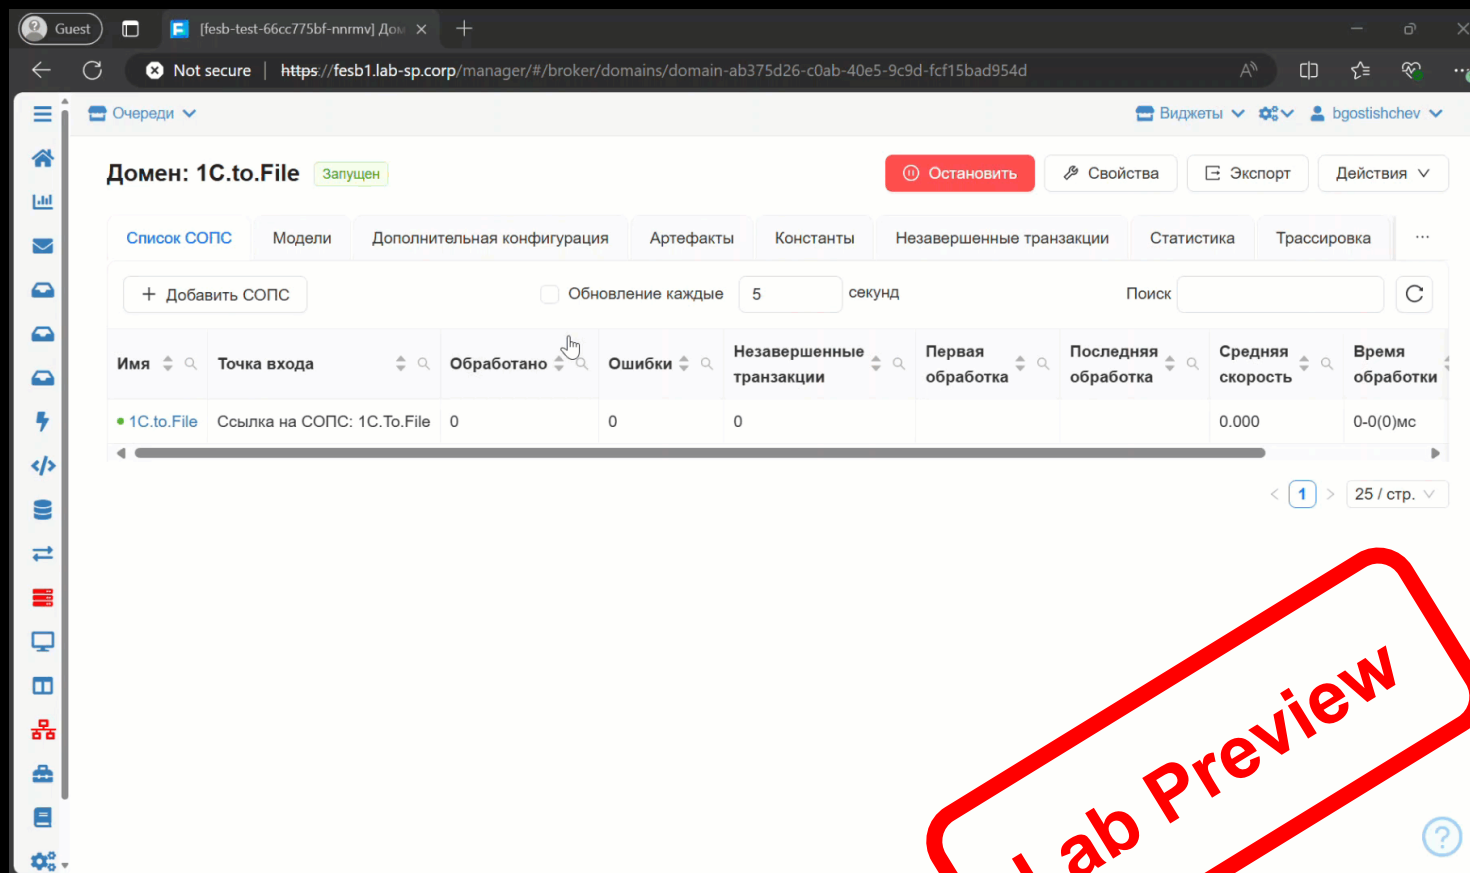 Guest
[fesb-test-66cc775bf-nnrmv] Дом
Not secure | https://fesb1.lab-sp.corp/manager/#/broker/domains/domain-ab375d26-c0ab-40e5-9c9d-fcf15bad954d
Очереди
Виджеты
bgostishchev
Домен: 1C.to.File Запущен
Остановить Свойства Экспорт Действия
Список СОПС Модели Дополнительная конфигурация Артефакты Константы Незавершенные транзакции Статистика Трассировка ...
+ Добавить СОПС Обновление каждые 5 секунд Поиск
Имя Точка входа Обработано Ошибки Незавершенные транзакции Первая обработка Последняя обработка Средняя скорость Время обработки
1C.to.File Ссылка на СОПС: 1C.To.File 0 0 0 0.000 0-0(0)мс
< 1 > 25 / стр.
Lab Preview
?